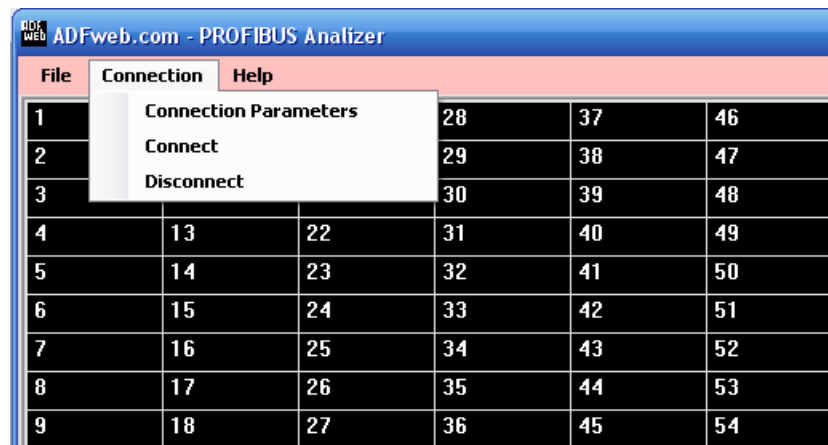 ADF WEB ADFweb.com - PROFIBUS Analizer
File Connection Help
Connection Parameters
Connect
Disconnect
1 28 37 46
2 29 38 47
3 30 39 48
4 13 22 31 40 49
5 14 23 32 41 50
6 15 24 33 42 51
7 16 25 34 43 52
8 17 26 35 44 53
9 18 27 36 45 54